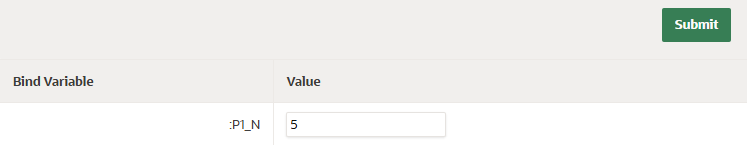 Submit
Bind Variable Value
:P1_N 5